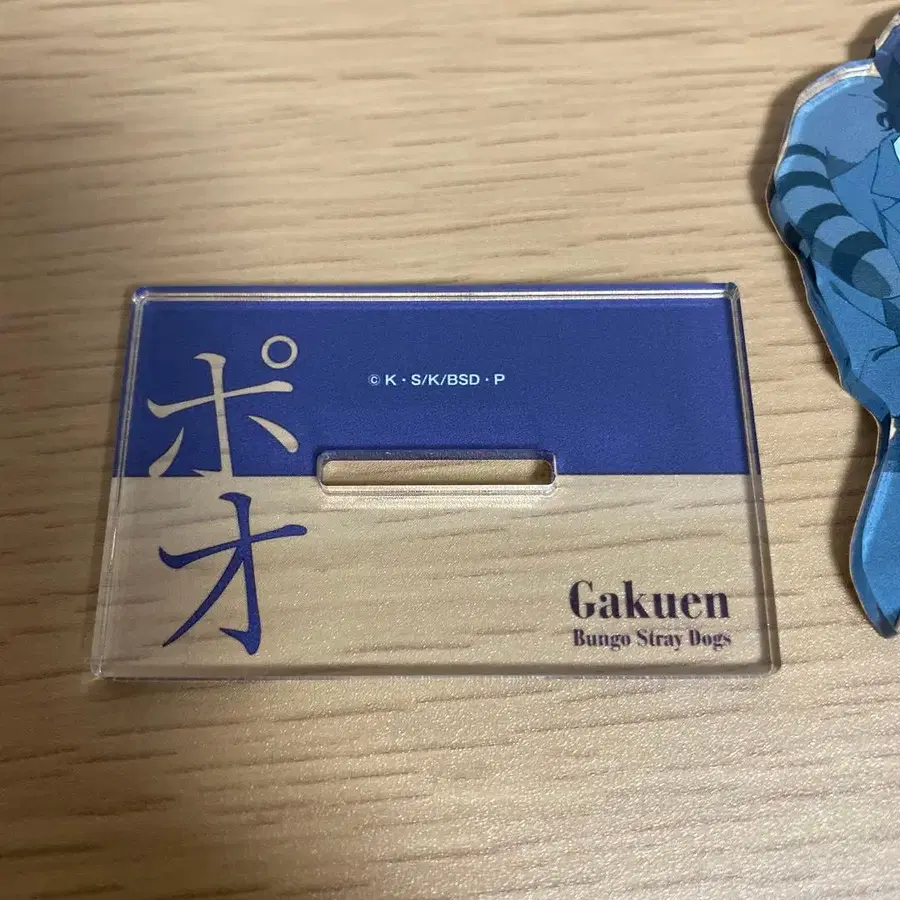 ポオ
© K · S/K/BSD · P
Gakuen
Bungo Stray Dogs